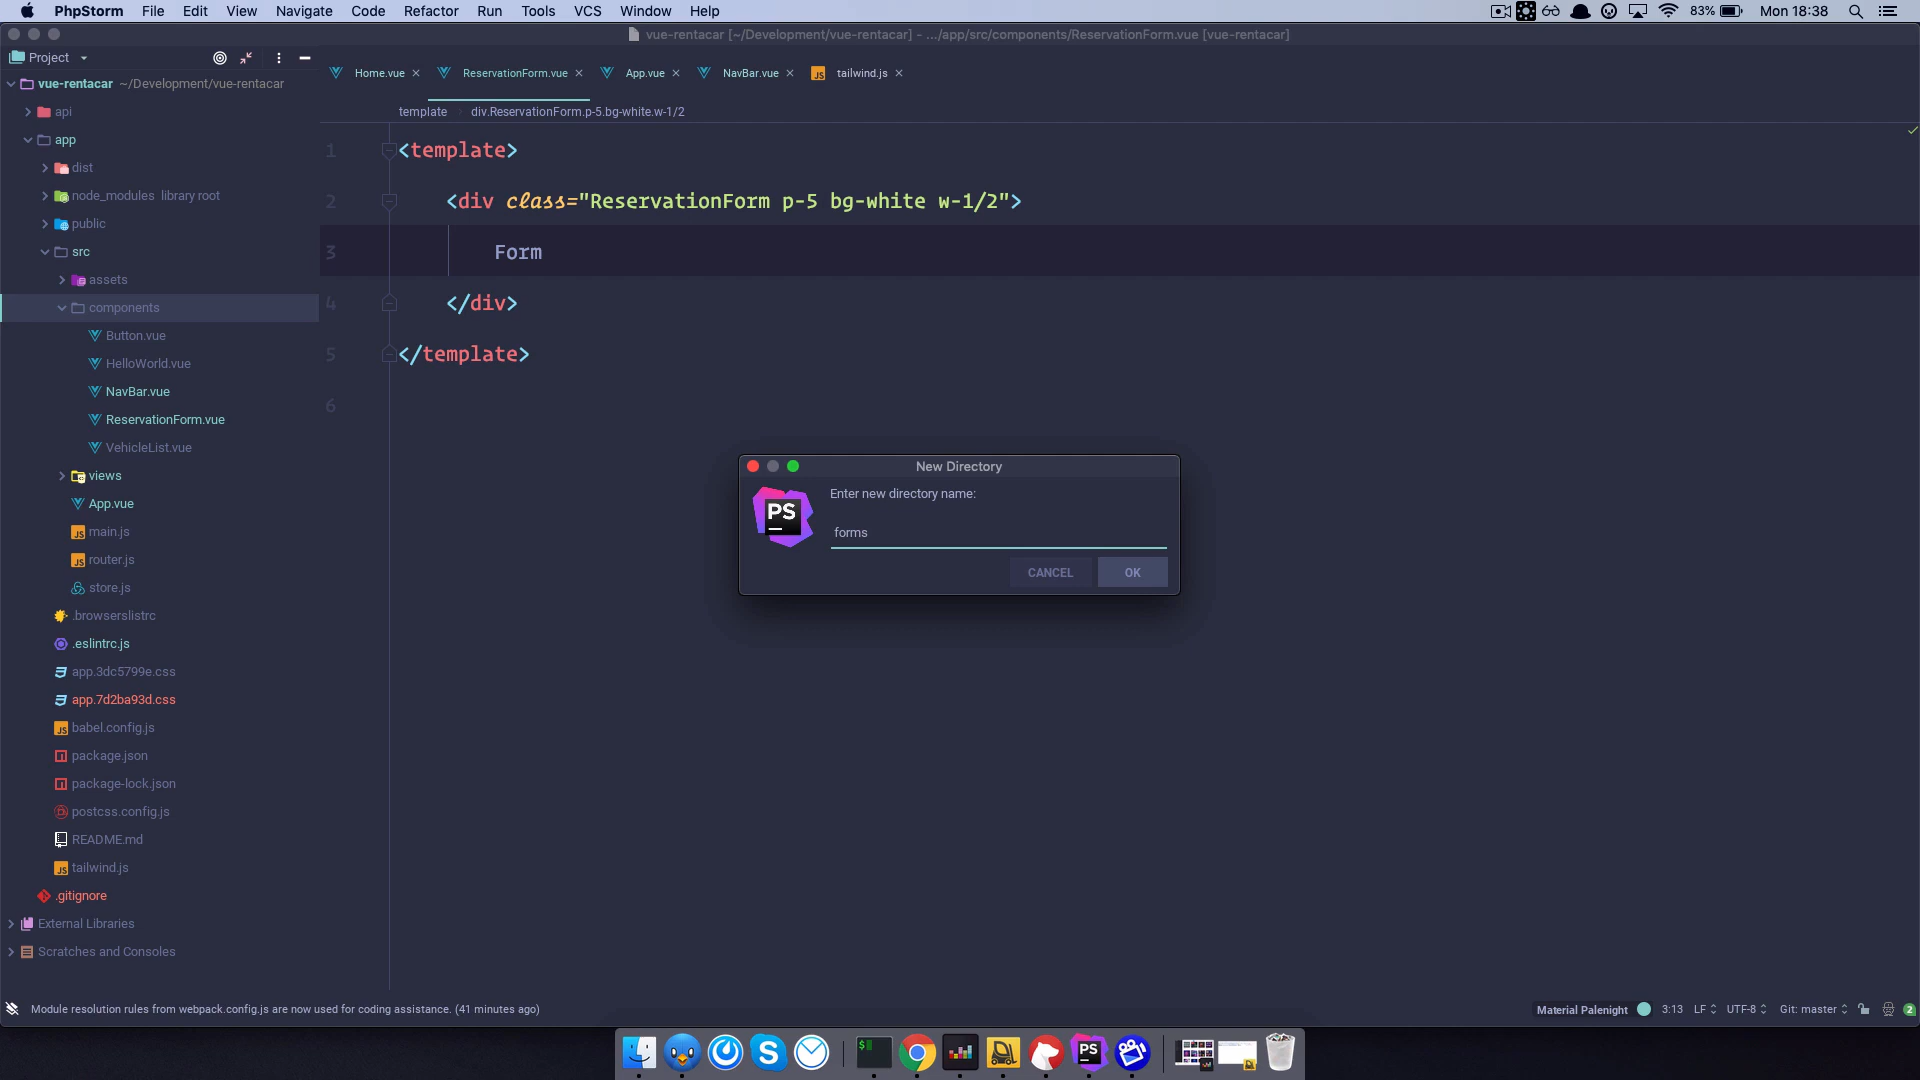 PhpStorm File Edit View Navigate Code Refactor Run Tools VCS Window Help 83% Mon 18:38
vue-rentacar [~/Development/vue-rentacar] - .../app/src/components/ReservationForm.vue [vue-rentacar]
Project
Home.vue ReservationForm.vue App.vue NavBar.vue JS tailwind.js
vue-rentacar ~/Development/vue-rentacar
template div.ReservationForm.p-5.bg-white.w-1/2
api
app
dist
node_modules library root
public
src
assets
components
Button.vue
HelloWorld.vue
NavBar.vue
ReservationForm.vue
VehicleList.vue
views
App.vue
JS main.js
JS router.js
store.js
.browserslistrc
.eslintrc.js
app.3dc5799e.css
app.7d2ba93d.css
JS babel.config.js
package.json
package-lock.json
postcss.config.js
README.md
JS tailwind.js
.gitignore
External Libraries
Scratches and Consoles
1 <template>
2 <div class="ReservationForm p-5 bg-white w-1/2">
3 Form
4 </div>
5 </template>
6
New Directory
PS
Enter new directory name:
forms
CANCEL OK
Module resolution rules from webpack.config.js are now used for coding assistance. (41 minutes ago)
Material Palenight 3:13 LF UTF-8 Git: master 2
$ S PS